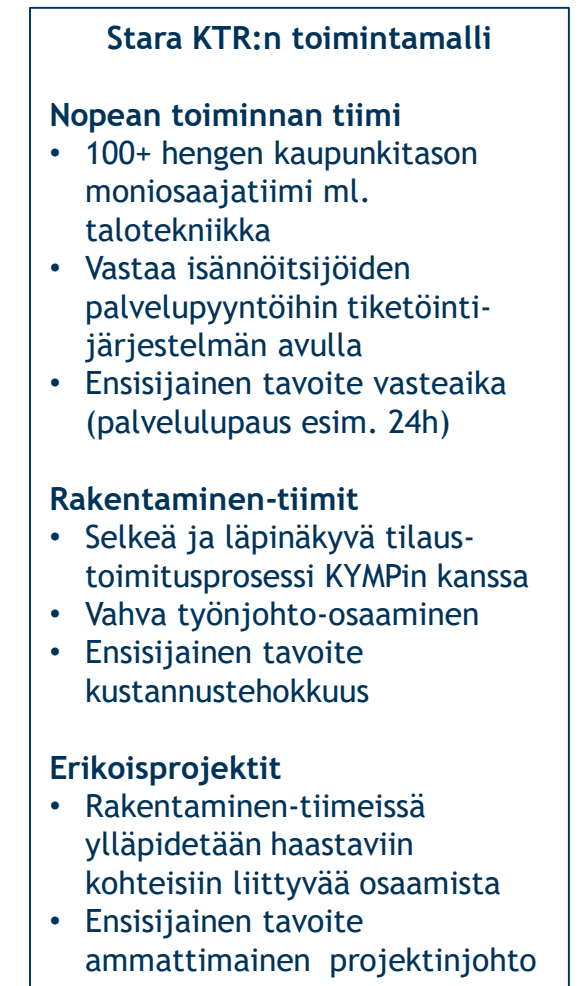 Stara KTR:n toimintamalli
Nopean toiminnan tiimi
• 100+ hengen kaupunkitason
moniosaajatiimi ml.
talotekniikka
• Vastaa isännöitsijöiden
palvelupyyntöihin tiketöinti-
järjestelmän avulla
• Ensisijainen tavoite vasteaika
(palvelulupaus esim. 24h)
Rakentaminen-tiimit
• Selkeä ja läpinäkyvä tilaus-
toimitusprosessi KYMPin kanssa
• Vahva työnjohto-osaaminen
• Ensisijainen tavoite
kustannustehokkuus
Erikoisprojektit
• Rakentaminen-tiimeissä
ylläpidetään haastaviin
kohteisiin liittyvää osaamista
• Ensisijainen tavoite
ammattimainen projektinjohto